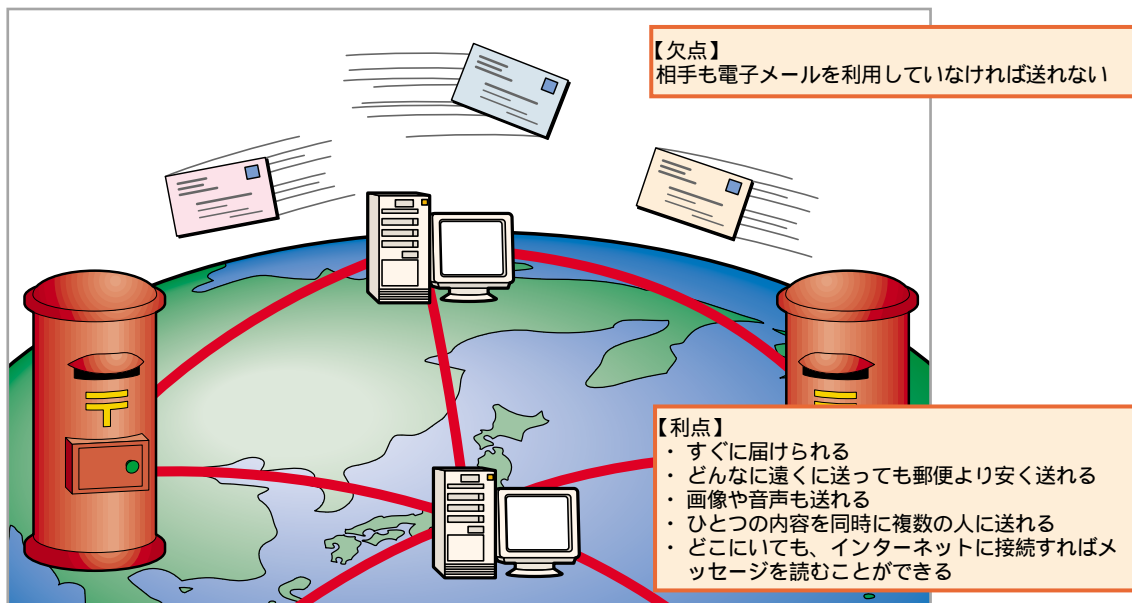 【欠点】
相手も電子メールを利用していなければ送れない
〒
〒
【利点】
・ すぐに届けられる
・ どんなに遠くに送っても郵便より安く送れる
・ 画像や音声も送れる
・ ひとつの内容を同時に複数の人に送れる
・ どこにいても、インターネットに接続すればメ
ッセージを読むことができる